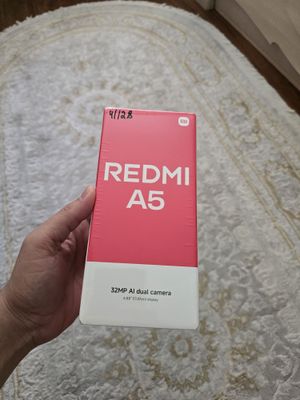 4/128
mi
REDMI
A5
32MP AI dual camera